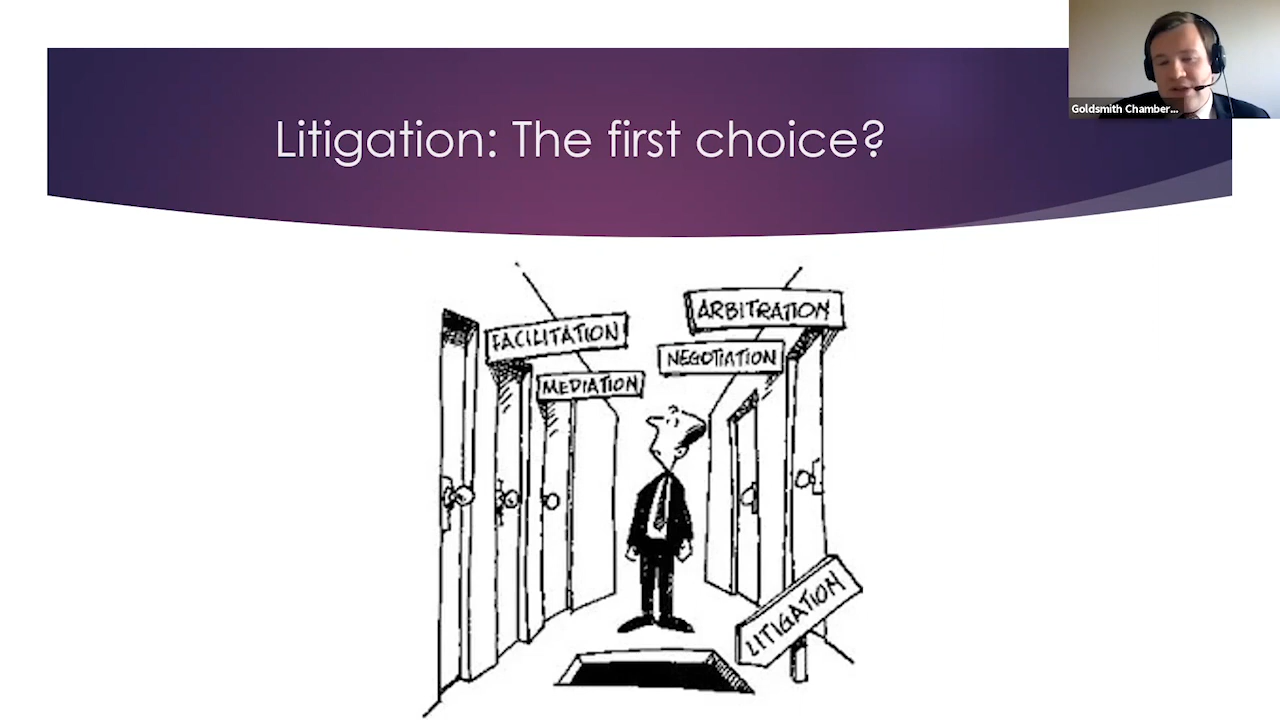 Litigation: The first choice?
Goldsmith Chamber...
FACILITATION
MEDIATION
ARBITRATION
NEGOTIATION
LITIGATION